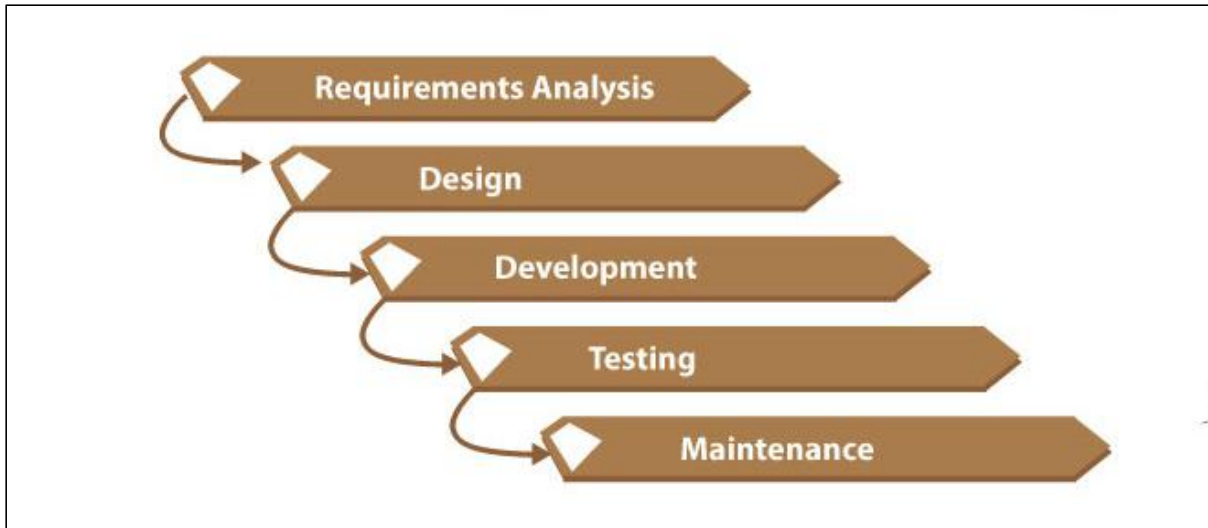 Requirements Analysis
Design
Development
Testing
Maintenance